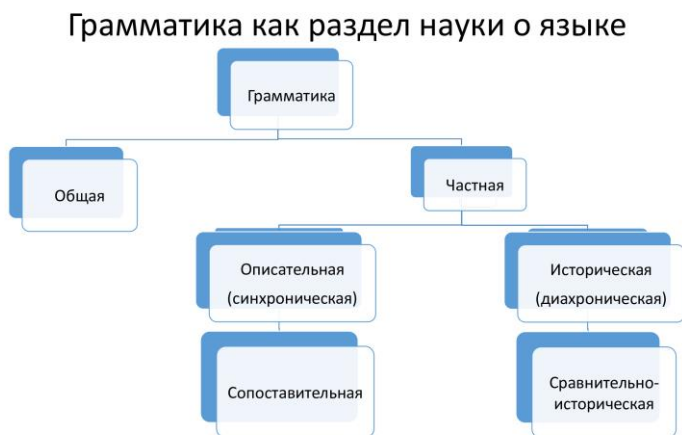 Грамматика как раздел науки о языке
Грамматика
Общая
Частная
Описательная
(синхроническая)
Историческая
(диахроническая)
Сопоставительная
Сравнительно-
историческая